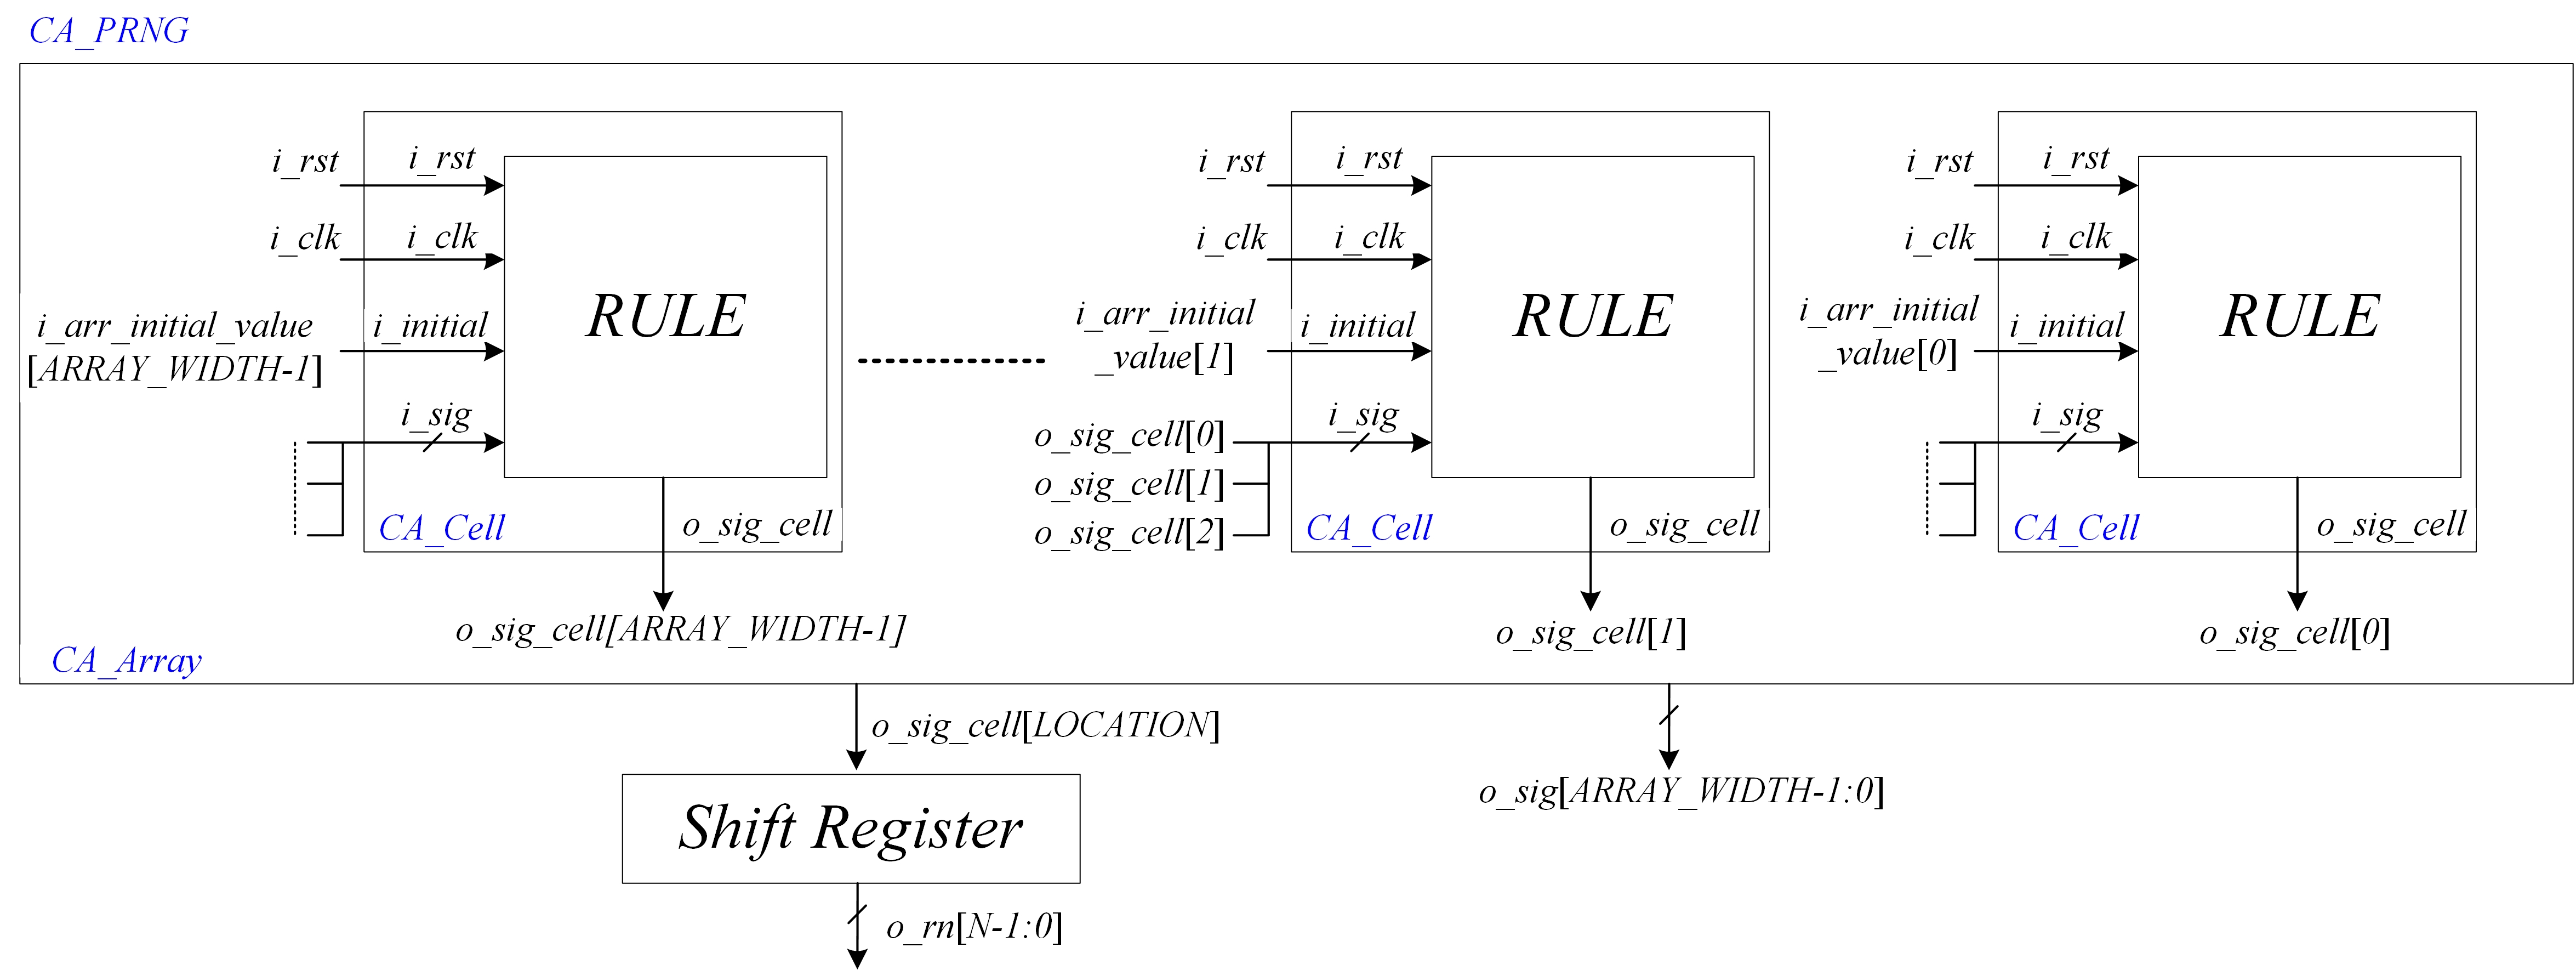 CA_PRNG
i_rst
i_rst
i_clk
i_clk
i_arr_initial_value
[ARRAY_WIDTH-1]
i_initial
i_sig
RULE
CA_Cell
o_sig_cell
o_sig_cell[ARRAY_WIDTH-1]
i_rst
i_rst
i_clk
i_clk
i_arr_initial
_value[1]
i_initial
o_sig_cell[0]
o_sig_cell[1]
o_sig_cell[2]
i_sig
RULE
CA_Cell
o_sig_cell
o_sig_cell[1]
i_rst
i_rst
i_clk
i_clk
i_arr_initial
_value[0]
i_initial
i_sig
RULE
CA_Cell
o_sig_cell
o_sig_cell[0]
CA_Array
o_sig_cell[LOCATION]
Shift Register
o_rn[N-1:0]
o_sig[ARRAY_WIDTH-1:0]